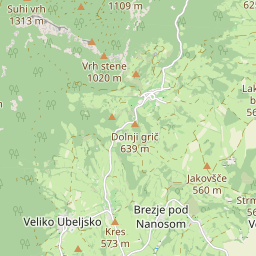 Suhi vrh
1313 m
1109 m
Vrh stene
1020 m
Dolnji grič
639 m
Jakovšče
560 m
Veliko Ubeljsko
Brezje pod
Nanosom
Kres
573 m